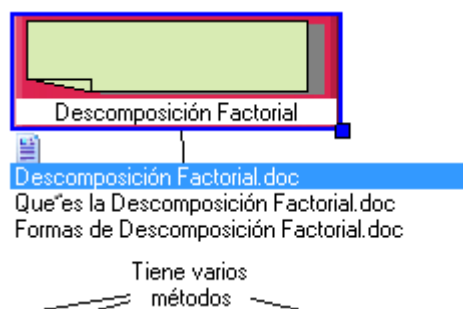 Descomposición Factorial
Descomposición Factorial.doc
Que"es la Descomposición Factorial.doc
Formas de Descomposición Factorial.doc
Tiene varios
métodos